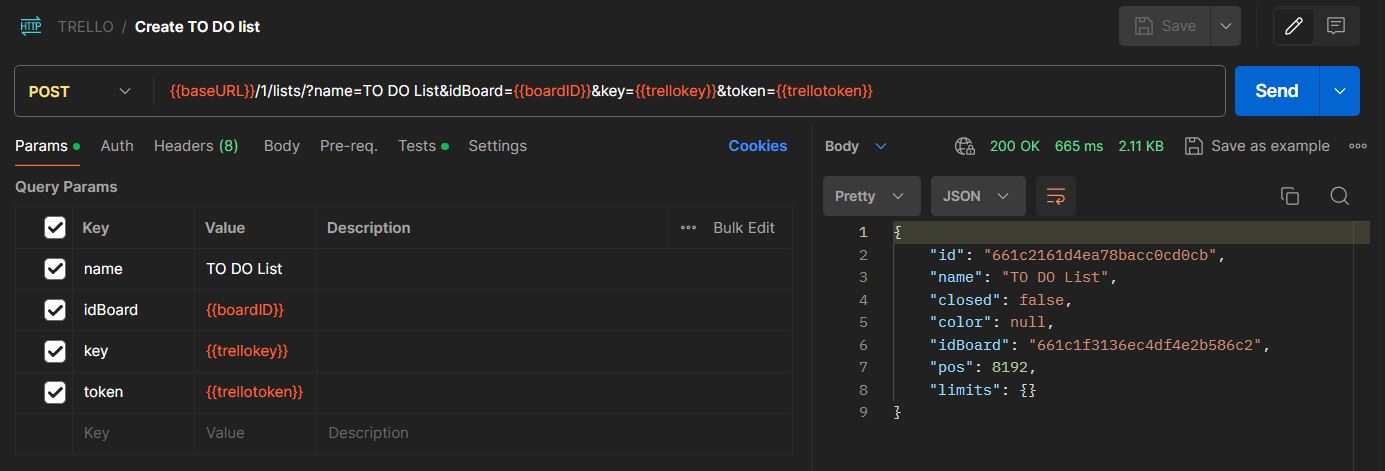 HTTP TRELLO / Create TO DO list Save
POST {{baseURL}}/1/lists/?name=TO DO List&idBoard={{boardID}}&key={{trellokey}}&token={{trellotoken}} Send
Params Auth Headers (8) Body Pre-req. Tests Settings Cookies
Body 200 OK 665 ms 2.11 KB Save as example
Query Params
Pretty JSON
Key Value Description Bulk Edit
name TO DO List
idBoard {{boardID}}
key {{trellokey}}
token {{trellotoken}}
Key Value Description
1 {
2 "id": "661c2161d4ea78bacc0cd0cb",
3 "name": "TO DO List",
4 "closed": false,
5 "color": null,
6 "idBoard": "661c1f3136ec4df4e2b586c2",
7 "pos": 8192,
8 "limits": {}
9 }